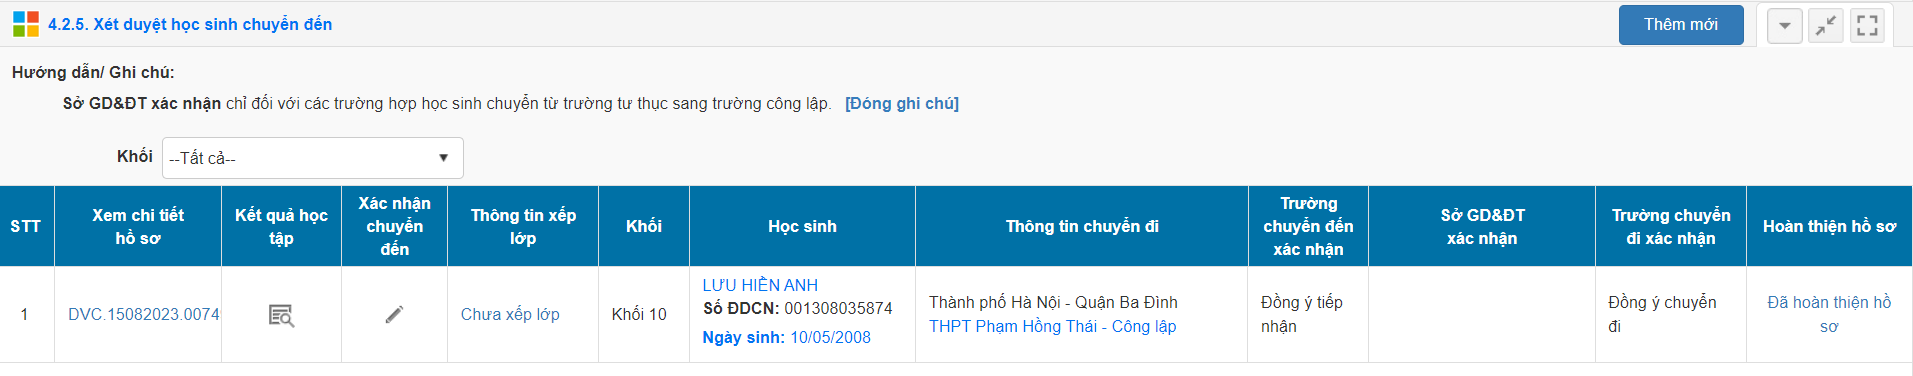 4.2.5. Xét duyệt học sinh chuyển đến
Thêm mới
Hướng dẫn/ Ghi chú:
Sở GD&ĐT xác nhận chỉ đối với các trường hợp học sinh chuyển từ trường tư thục sang trường công lập. [Đóng ghi chú]
Khối
--Tất cả--
STT
Xem chi tiết
hồ sơ
Kết quả học
tập
Xác nhận
chuyển
đến
Thông tin xếp
lớp
Khối
Học sinh
Thông tin chuyển đi
Trường
chuyển đến
xác nhận
Sở GD&ĐT
xác nhận
Trường chuyển
đi xác nhận
Hoàn thiện hồ sơ
1
DVC.15082023.0074
Chưa xếp lớp
Khối 10
LƯU HIỀN ANH
Số ĐDCN: 001308035874
Ngày sinh: 10/05/2008
Thành phố Hà Nội - Quận Ba Đình
THPT Phạm Hồng Thái - Công lập
Đồng ý tiếp
nhận
Đồng ý chuyển
đi
Đã hoàn thiện hồ
sơ